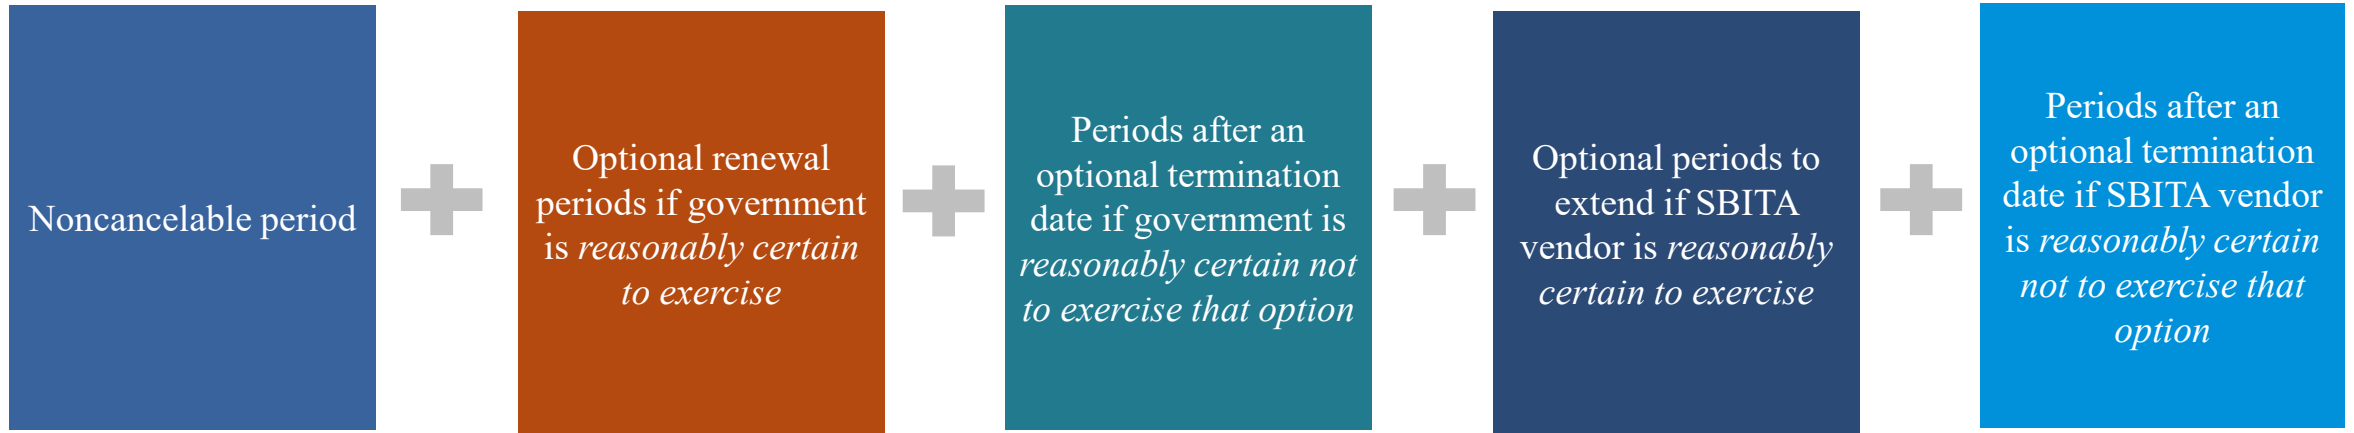 Noncancelable period
Optional renewal
periods if government
is reasonably certain
to exercise
Periods after an
optional termination
date if government is
reasonably certain not
to exercise that option
Optional periods to
extend if SBITA
vendor is reasonably
certain to exercise
Periods after an
optional termination
date if SBITA vendor
is reasonably certain
not to exercise that
option